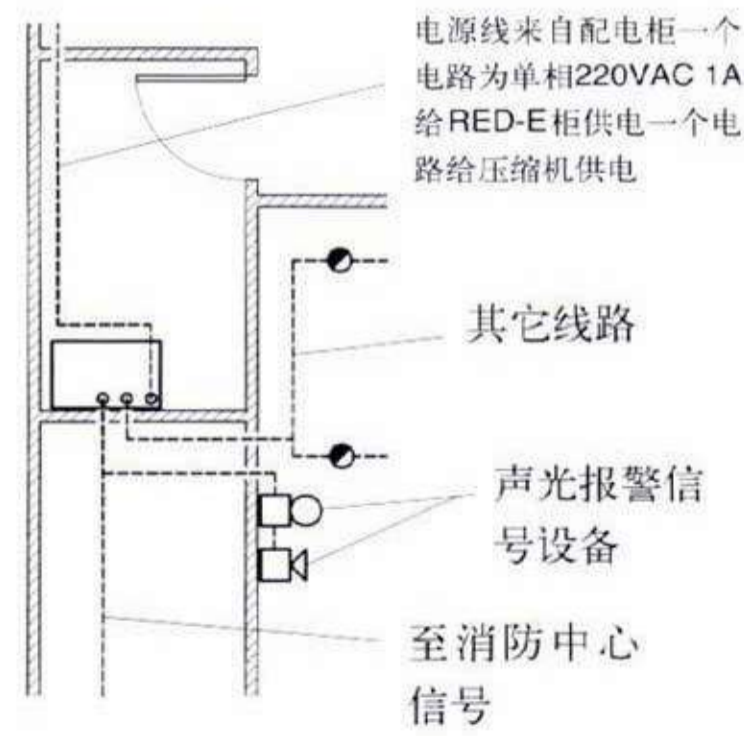 电源线来自配电柜一个
电路为单相220VAC 1A
给RED-E柜供电一个电
路给压缩机供电
其它线路
声光报警信
号设备
至消防中心
信号